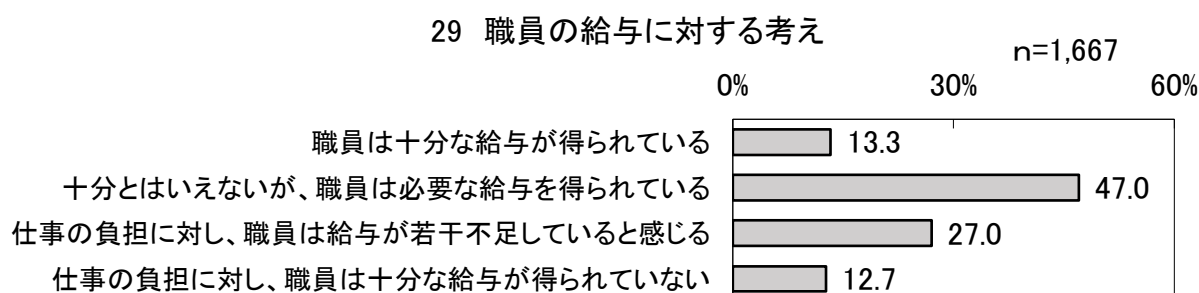 29 職員の給与に対する考え
n=1,667
0% 30% 60%
職員は十分な給与が得られている 13.3
十分とはいえないが、職員は必要な給与を得られている 47.0
仕事の負担に対し、職員は給与が若干不足していると感じる 27.0
仕事の負担に対し、職員は十分な給与が得られていない 12.7